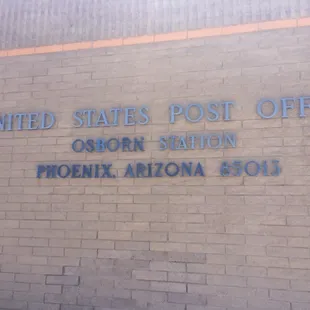 NITED STATES POST OFF
OSBORN STATION
PHOENIX, ARIZONA 85013